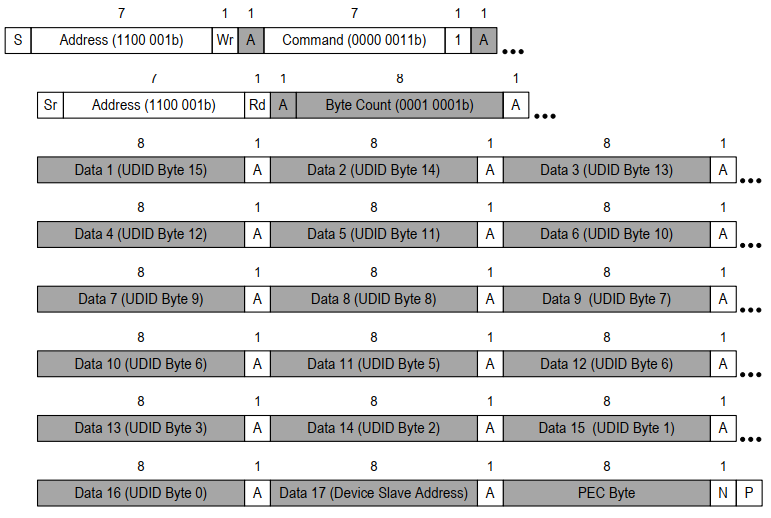 7 1 1 7 1 1
S Address (1100 001b) Wr A Command (0000 0011b) 1 A •••
7 1 1 8 1
Sr Address (1100 001b) Rd A Byte Count (0001 0001b) A •••
8 1 8 1 8 1
Data 1 (UDID Byte 15) A Data 2 (UDID Byte 14) A Data 3 (UDID Byte 13) A •••
8 1 8 1 8 1
Data 4 (UDID Byte 12) A Data 5 (UDID Byte 11) A Data 6 (UDID Byte 10) A •••
8 1 8 1 8 1
Data 7 (UDID Byte 9) A Data 8 (UDID Byte 8) A Data 9 (UDID Byte 7) A •••
8 1 8 1 8 1
Data 10 (UDID Byte 6) A Data 11 (UDID Byte 5) A Data 12 (UDID Byte 6) A •••
8 1 8 1 8 1
Data 13 (UDID Byte 3) A Data 14 (UDID Byte 2) A Data 15 (UDID Byte 1) A •••
8 1 8 1 8 1
Data 16 (UDID Byte 0) A Data 17 (Device Slave Address) A PEC Byte N P